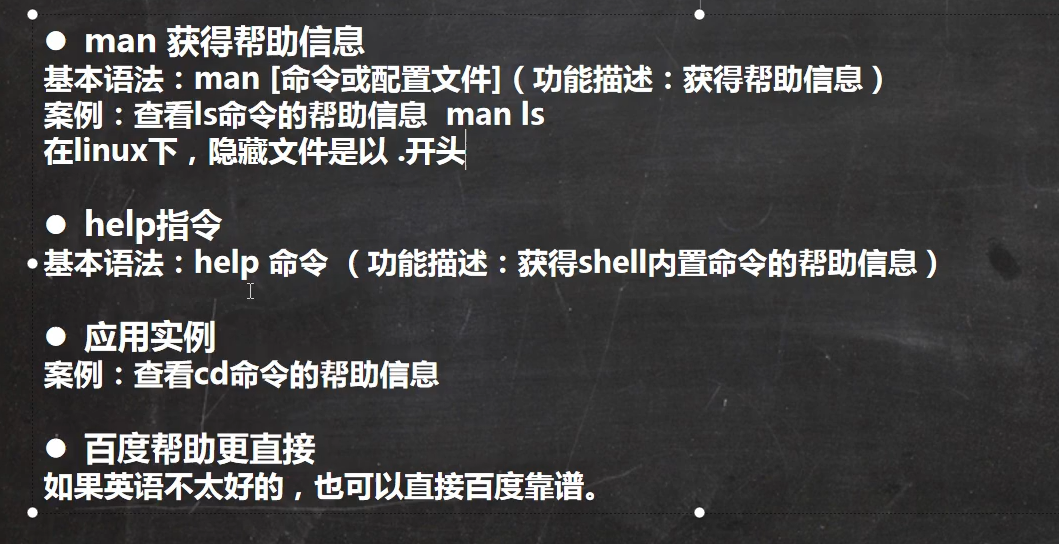 ● man 获得帮助信息
基本语法：man [命令或配置文件]（功能描述：获得帮助信息）
案例：查看ls命令的帮助信息  man ls
在linux下，隐藏文件是以 .开头
● help指令
基本语法：help 命令 （功能描述：获得shell内置命令的帮助信息）
● 应用实例
案例：查看cd命令的帮助信息
● 百度帮助更直接
如果英语不太好的，也可以直接百度靠谱。